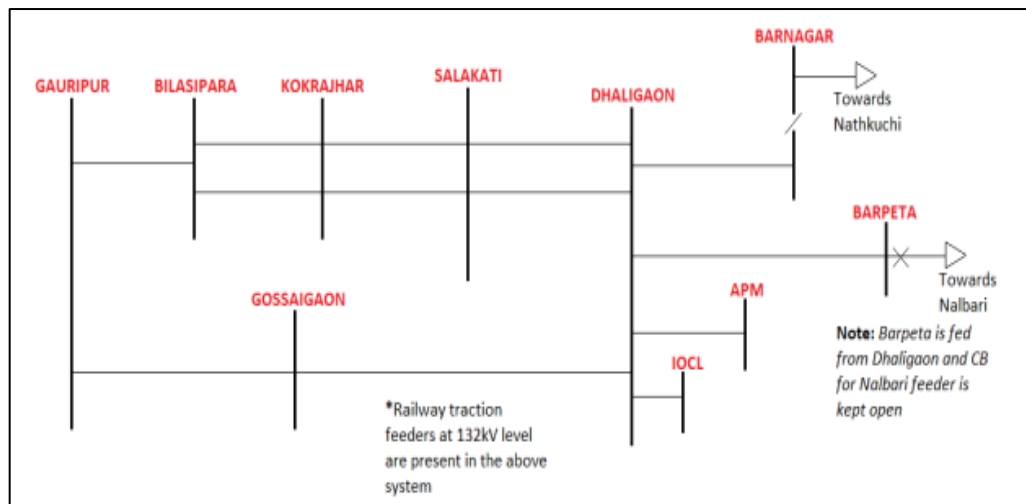 BARNAGAR
SALAKATI
GAURIPUR
BILASIPARA
KOKRAJHAR
DHALIGAON
Towards
Nathkuchi
BARPETA
GOSSAIGAON
APM
Towards
Nalbari
IOCL
Note: Barpeta is fed
from Dhaligaon and CB
for Nalbari feeder is
kept open
*Railway traction
feeders at 132kV level
are present in the above
system